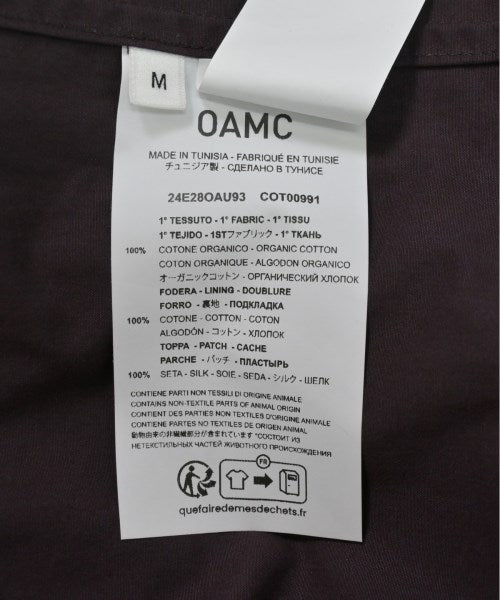 M
OAMC
MADE IN TUNISIA - FABRIQUÉ EN TUNISIE
チュニジア製 - СДЕЛАНО В ТУНИСЕ
24E28OAU93 COT00991
1° TESSUTO - 1° FABRIC - 1° TISSU
1° TEJIDO - 1STファブリック - 1° ТКАНЬ
100% COTONE ORGANICO - ORGANIC COTTON
COTON ORGANIQUE - ALGODON ORGANICO
オーガニックコットン - ОРГАНИЧЕСКИЙ ХЛОПОК
FODERA - LINING - DOUBLURE
FORRO - 裏地 - ПОДКЛАДКА
100% COTONE - COTTON - COTON
ALGODÓN - コットン - ХЛОПОК
TOPPA - PATCH - CACHE
PARCHE - パッチ - ПЛАСТЫРЬ
100% SETA - SILK - SOIE - SEDA - シルク - ШЕЛК
CONTIENE PARTI NON TESSILI DI ORIGINE ANIMALE
CONTAINS NON-TEXTILE PARTS OF ANIMAL ORIGIN
CONTIENT DES PARTIES NON TEXTILES D'ORIGINE ANIMALE
CONTIENE PARTES NO TEXTILES DE ORIGEN ANIMAL
動物由来の非繊維部分が含まれています *СОСТОИТ ИЗ
НЕТЕКСТИЛЬНЫХ ЧАСТЕЙ ЖИВОТНОГО ПРОИСХОЖДЕНИЯ
FR
quefairedemesdechets.fr